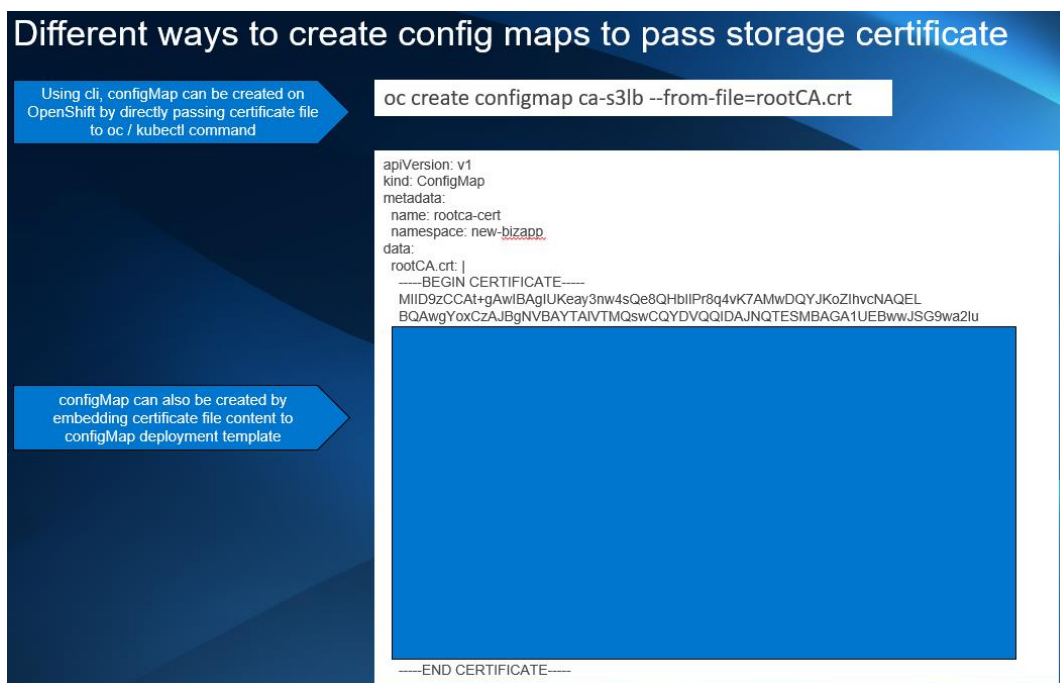 Different ways to create config maps to pass storage certificate
Using cli, configMap can be created on
OpenShift by directly passing certificate file
to oc / kubectl command
oc create configmap ca-s3lb --from-file=rootCA.crt
apiVersion: v1
kind: ConfigMap
metadata:
name: rootca-cert
namespace: new-bizapp
data:
rootCA.crt: |
-----BEGIN CERTIFICATE-----
MIID9zCCAt+gAwIBAgIUKeay3nw4sQe8QHblIPr8q4vK7AMwDQYJKoZIhvcNAQEL
BQAwgYoxCzAJBgNVBAYTAlVTMQswCQYDVQQIDAJNQTESMBAGA1UEBwwJSG9wa2lu
configMap can also be created by
embedding certificate file content to
configMap deployment template
-----END CERTIFICATE-----